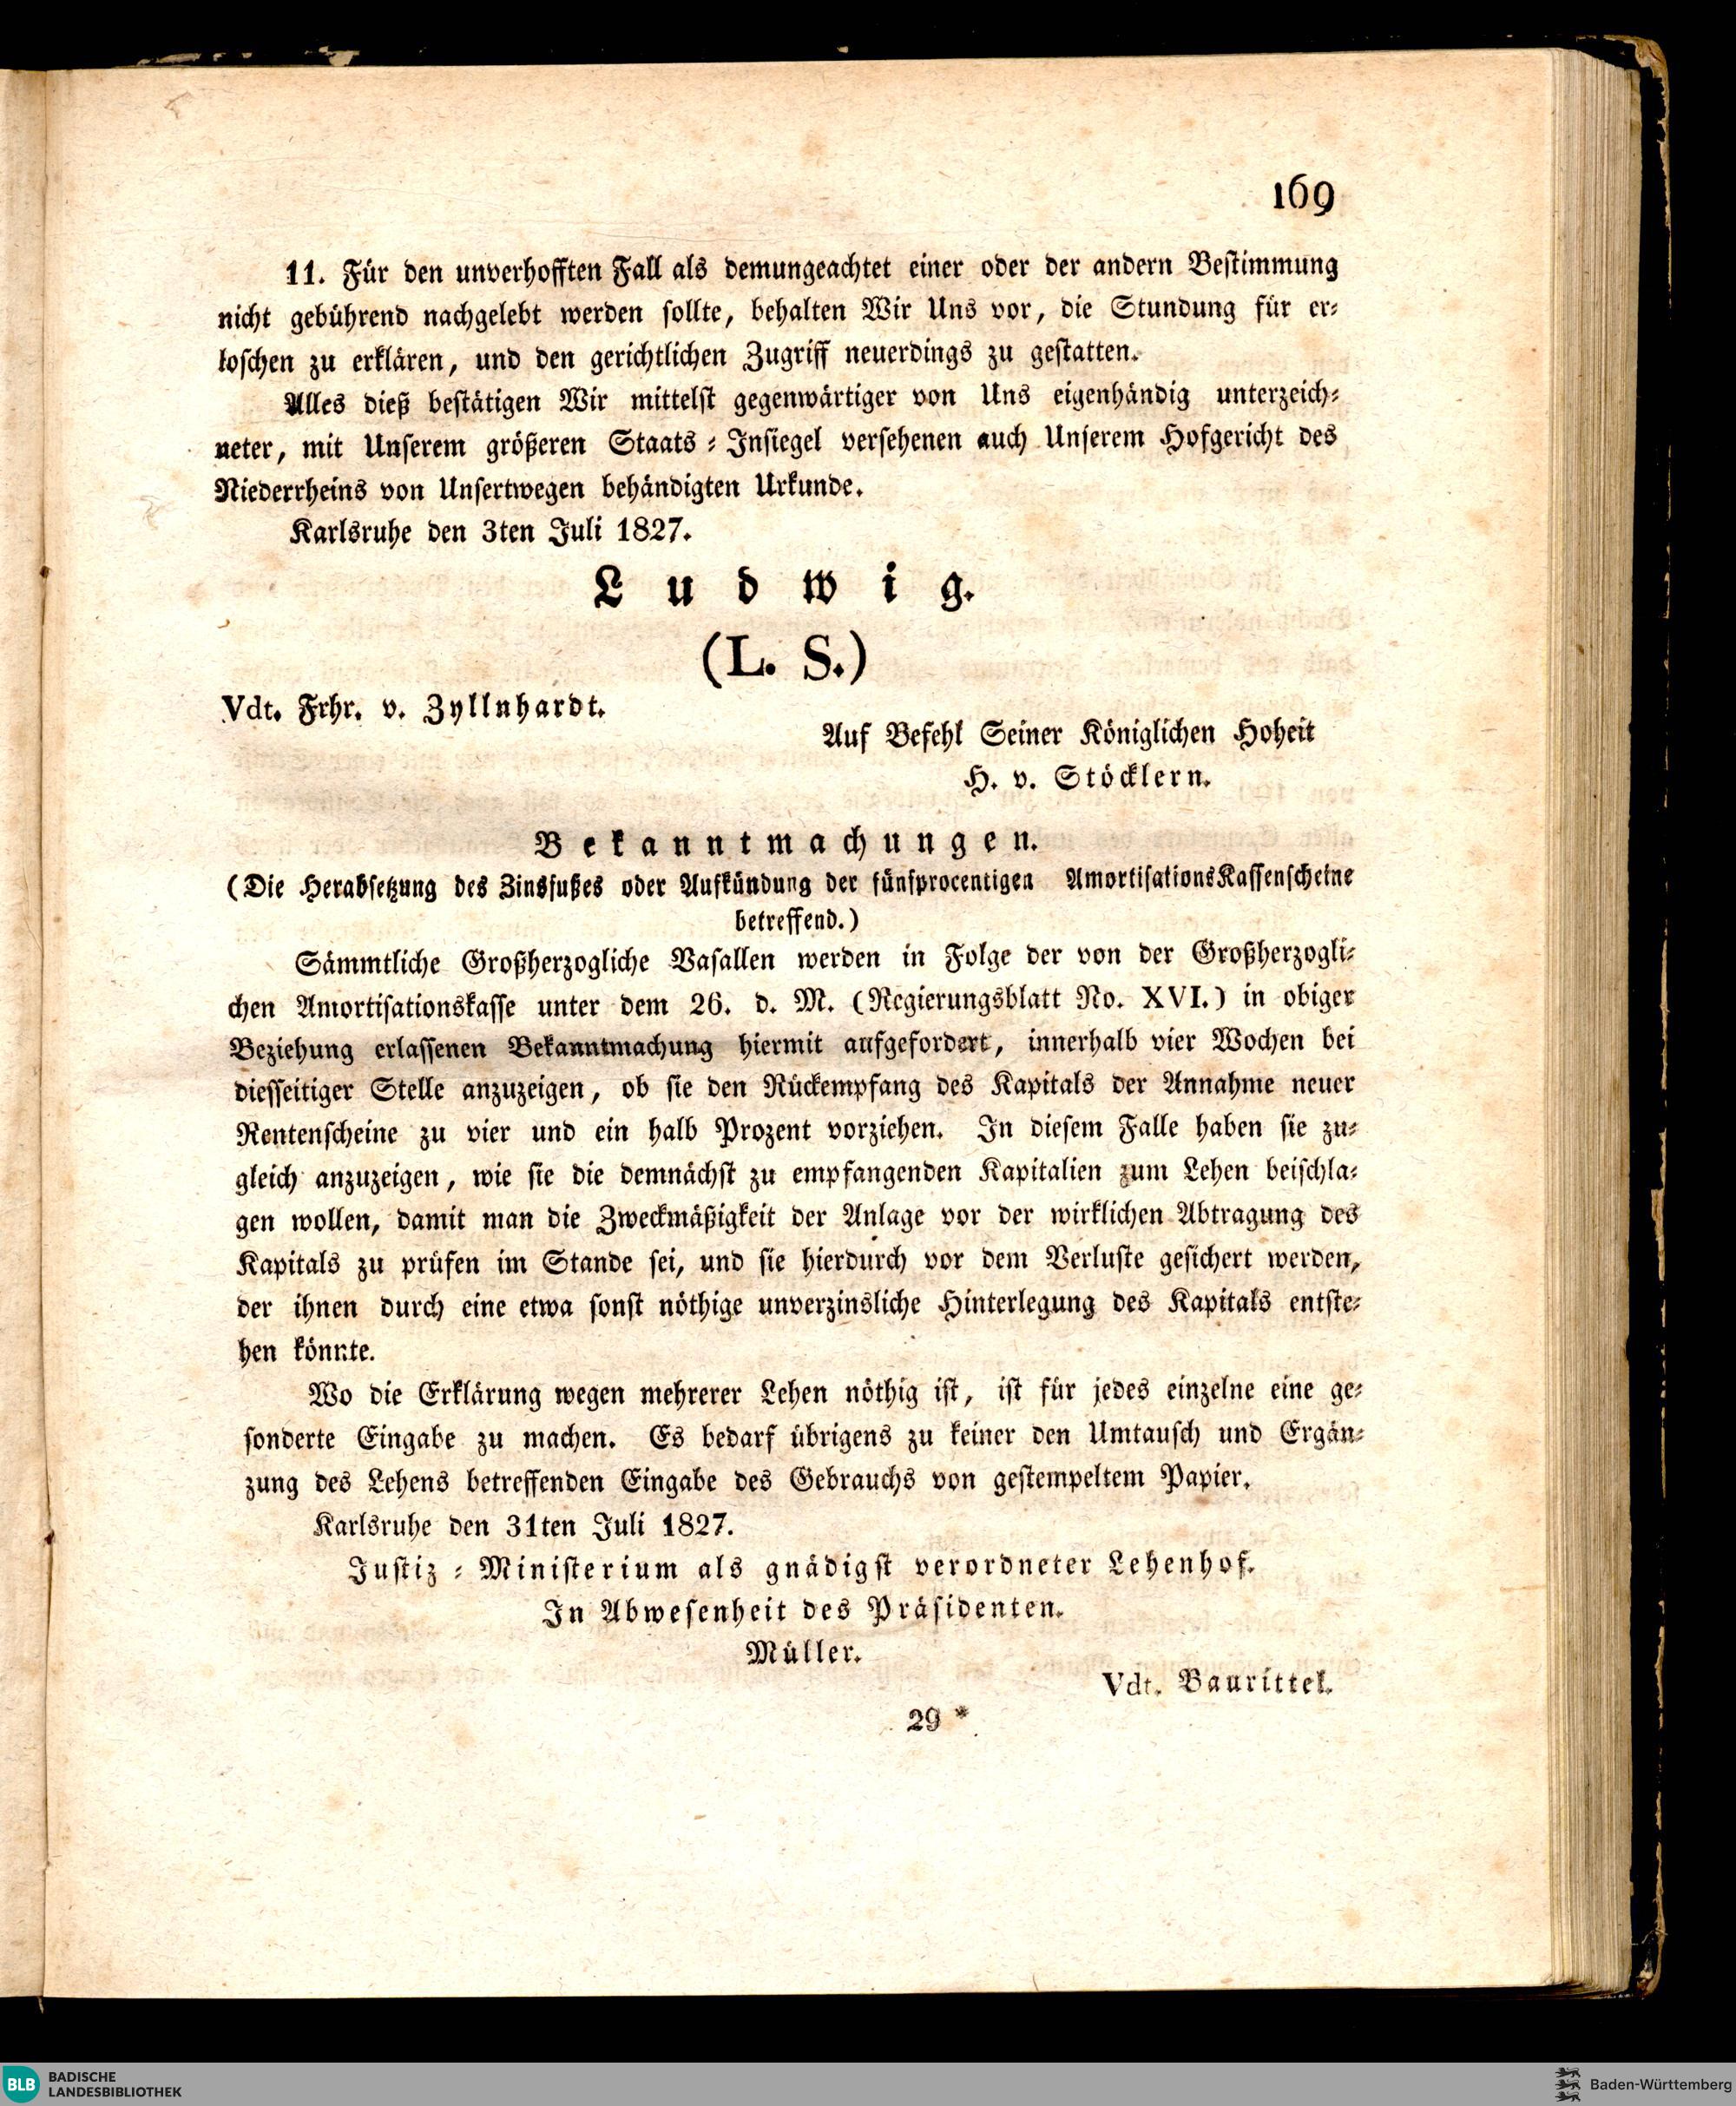 169
11. Für den unverhofften Fall als demungeachtet einer oder der andern Bestimmung
nicht gebührend nachgelebt werden sollte, behalten Wir Uns vor, die Stundung für er-
loschen zu erklären, und den gerichtlichen Zugriff neuerdings zu gestatten.
Alles dieß bestätigen Wir mittelst gegenwärtiger von Uns eigenhändig unterzeich-
neter, mit Unserem größeren Staats-Insiegel versehenen auch Unserem Hofgericht des
Niederrheins von Unsertwegen behändigten Urkunde.
Karlsruhe den 3ten Juli 1827.
Ludwig.
(L. S.)
Vdt. Frhr. v. Zyllnhardt.
Auf Befehl Seiner Königlichen Hoheit
H. v. Stöcklern.
Bekanntmachungen.
(Die Herabsetzung des Zinsfußes oder Aufkündung der fünfprocentigen AmortisationsKassenscheine
betreffend.)
Sämmtliche Großherzogliche Vasallen werden in Folge der von der Großherzogli-
chen Amortisationskasse unter dem 26. d. M. (Regierungsblatt No. XVI.) in obiger
Beziehung erlassenen Bekanntmachung hiermit aufgefordert, innerhalb vier Wochen bei
diesseitiger Stelle anzuzeigen, ob sie den Rückempfang des Kapitals der Annahme neuer
Rentenscheine zu vier und ein halb Prozent vorziehen. In diesem Falle haben sie zu-
gleich anzuzeigen, wie sie die demnächst zu empfangenden Kapitalien zum Lehen beischla-
gen wollen, damit man die Zweckmäßigkeit der Anlage vor der wirklichen Abtragung des
Kapitals zu prüfen im Stande sei, und sie hierdurch vor dem Verluste gesichert werden,
der ihnen durch eine etwa sonst nöthige unverzinsliche Hinterlegung des Kapitals entste-
hen könnte.
Wo die Erklärung wegen mehrerer Lehen nöthig ist, ist für jedes einzelne eine ge-
sonderte Eingabe zu machen. Es bedarf übrigens zu keiner den Umtausch und Ergän-
zung des Lehens betreffenden Eingabe des Gebrauchs von gestempeltem Papier.
Karlsruhe den 31ten Juli 1827.
Justiz-Ministerium als gnädigst verordneter Lehenhof.
In Abwesenheit des Präsidenten.
Müller.
Vdt. Baurittel.
29 *
BLB BADISCHE
LANDESBIBLIOTHEK
Baden-Württemberg